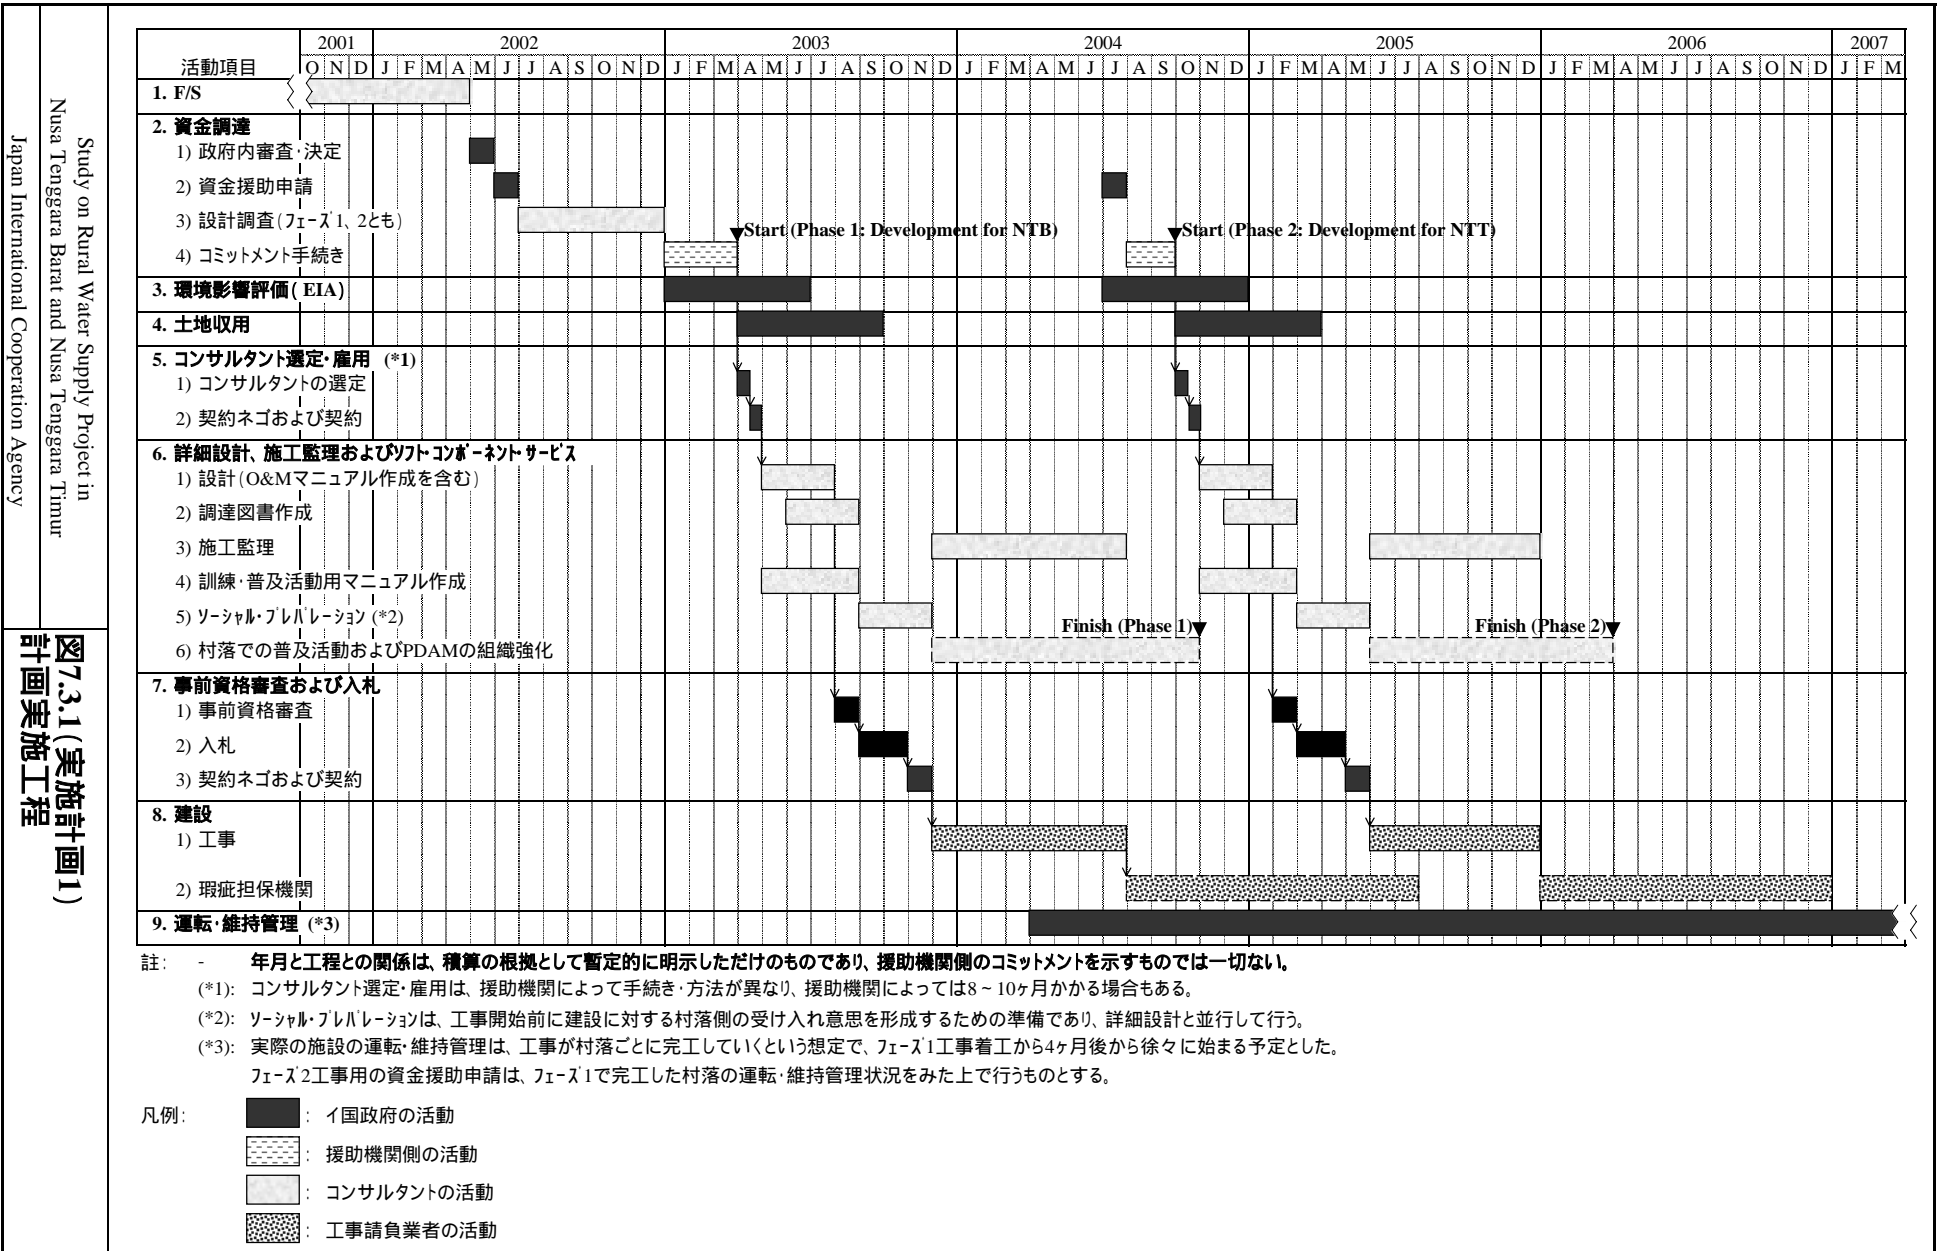 Study on Rural Water Supply Project in
Nusa Tenggara Barat and Nusa Tenggara Timur
Japan International Cooperation Agency
図7.3.1(実施計画1)
計画実施工程
2001 2002 2003 2004 2005 2006 2007
活動項目 O N D J F M A M J J A S O N D J F M A M J J A S O N D J F M A M J J A S O N D J F M A M J J A S O N D J F M A M J J A S O N D J F M
1. F/S
2. 資金調達
1) 政府内審査・決定
2) 資金援助申請
3) 設計調査(フェーズ1、2とも)
Start (Phase 1: Development for NTB) Start (Phase 2: Development for NTT)
4) コミットメント手続き
3. 環境影響評価( EIA)
4. 土地収用
5. コンサルタント選定・雇用 (*1)
1) コンサルタントの選定
2) 契約ネゴおよび契約
6. 詳細設計、施工監理およびソフト・コンポーネント・サービス
1) 設計(O&Mマニュアル作成を含む)
2) 調達図書作成
3) 施工監理
4) 訓練・普及活動用マニュアル作成
5) ソーシャル・プレパレーション (*2)
Finish (Phase 1) Finish (Phase 2)
6) 村落での普及活動およびPDAMの組織強化
7. 事前資格審査および入札
1) 事前資格審査
2) 入札
3) 契約ネゴおよび契約
8. 建設
1) 工事
2) 瑕疵担保機関
9. 運転・維持管理 (*3)
註: - 年月と工程との関係は、積算の根拠として暫定的に明示しただけのものであり、援助機関側のコミットメントを示すものでは一切ない。
(*1): コンサルタント選定・雇用は、援助機関によって手続き・方法が異なり、援助機関によっては8~10ヶ月かかる場合もある。
(*2): ソーシャル・プレパレーションは、工事開始前に建設に対する村落側の受け入れ意思を形成するための準備であり、詳細設計と並行して行う。
(*3): 実際の施設の運転・維持管理は、工事が村落ごとに完工していくという想定で、フェーズ1工事着工から4ヶ月後から徐々に始まる予定とした。
フェーズ2工事用の資金援助申請は、フェーズ1で完工した村落の運転・維持管理状況をみた上で行うものとする。
凡例:
: イ国政府の活動
: 援助機関側の活動
: コンサルタントの活動
: 工事請負業者の活動